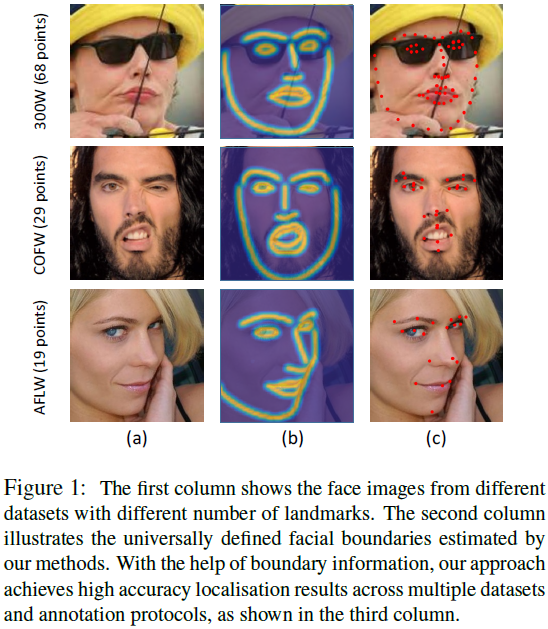 300W (68 points)
COFW (29 points)
AFLW (19 points)
(a) (b) (c)
Figure 1: The first column shows the face images from different
datasets with different number of landmarks. The second column
illustrates the universally defined facial boundaries estimated by
our methods. With the help of boundary information, our approach
achieves high accuracy localisation results across multiple datasets
and annotation protocols, as shown in the third column.